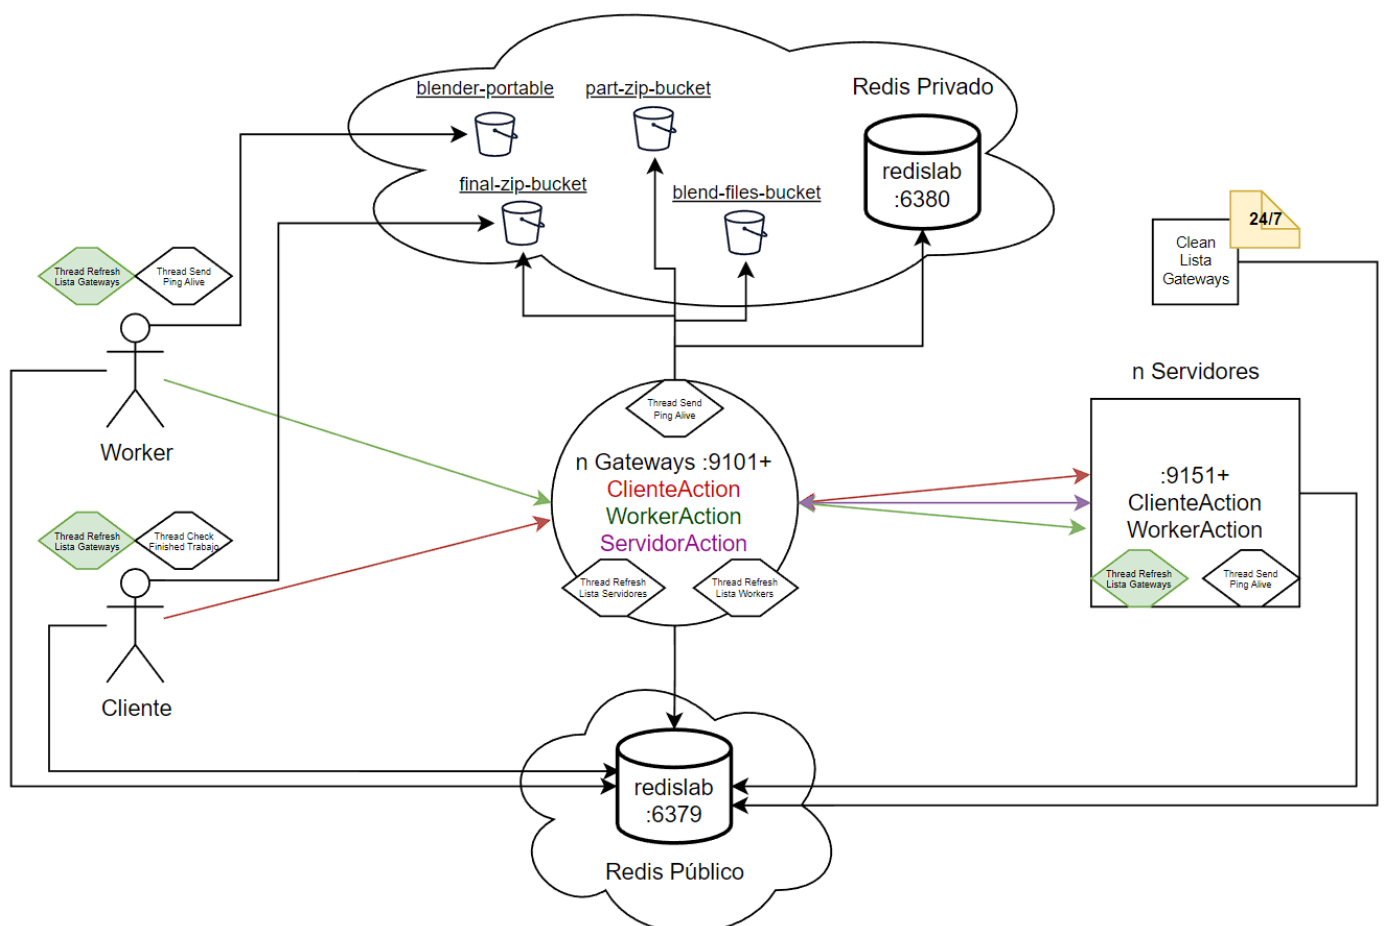 blender-portable
part-zip-bucket
Redis Privado
redislab
:6380
final-zip-bucket
blend-files-bucket
24/7
Clean
Lista
Gateways
Thread Refresh
Lista Gateways
Thread Send
Ping Alive
Worker
n Servidores
Thread Send
Ping Alive
n Gateways :9101+
ClienteAction
WorkerAction
ServidorAction
:9151+
ClienteAction
WorkerAction
Thread Refresh
Lista Gateways
Thread Check
Finished Trabajo
Thread Refresh
Lista Servidores
Thread Refresh
Lista Workers
Thread Refresh
Lista Gateways
Thread Send
Ping Alive
Cliente
redislab
:6379
Redis Público